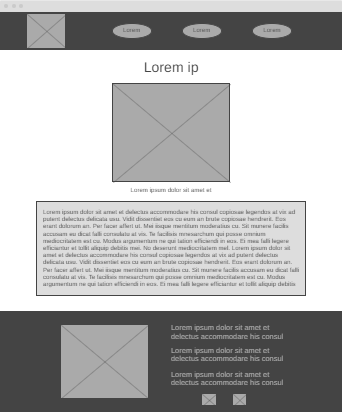 Lorem Lorem Lorem
Lorem ip
Lorem ipsum dolor sit amet et
Lorem ipsum dolor sit amet et delectus accommodare his consul copiosae legendos at vix ad
putent delectus delicata usu. Vidit dissentiet eos cu eum an brute copiosae hendrerit. Eos
erant dolorum an. Per facer affert ut. Mei iisque mentitum moderatius cu. Sit munere facilis
accusam eu dicat falli consulatu at vis. Te facilisis mnesarchum qui posse omnium
mediocritatem ex cu. Modus argumentum ne qui tation efficiendi in eos. Ei mea falli legere
efficiantur et tollit aliquip debitis mei. No deserunt mediocritatem mel. Lorem ipsum dolor sit
amet et delectus accommodare his consul copiosae legendos at vix ad putent delectus
delicata usu. Vidit dissentiet eos cu eum an brute copiosae hendrerit. Eos erant dolorum an.
Per facer affert ut. Mei iisque mentitum moderatius cu. Sit munere facilis accusam eu dicat falli
consulatu at vis. Te facilisis mnesarchum qui posse omnium mediocritatem est cu. Modus
argumentum ne qui tation efficiendi in eos. Ei mea falli legere efficiantur et tollit aliquip debitis
Lorem ipsum dolor sit amet et
delectus accommodare his consul
Lorem ipsum dolor sit amet et
delectus accommodare his consul
Lorem ipsum dolor sit amet et
delectus accommodare his consul